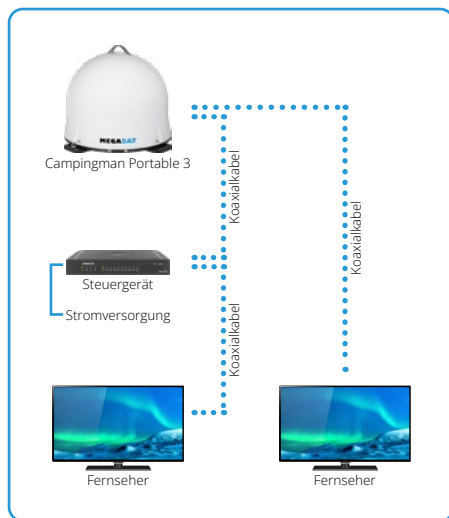 MEGASAT
Campingman Portable 3
Koaxialkabel
Koaxialkabel
Steuergerät
Stromversorgung
Koaxialkabel
Fernseher
Fernseher